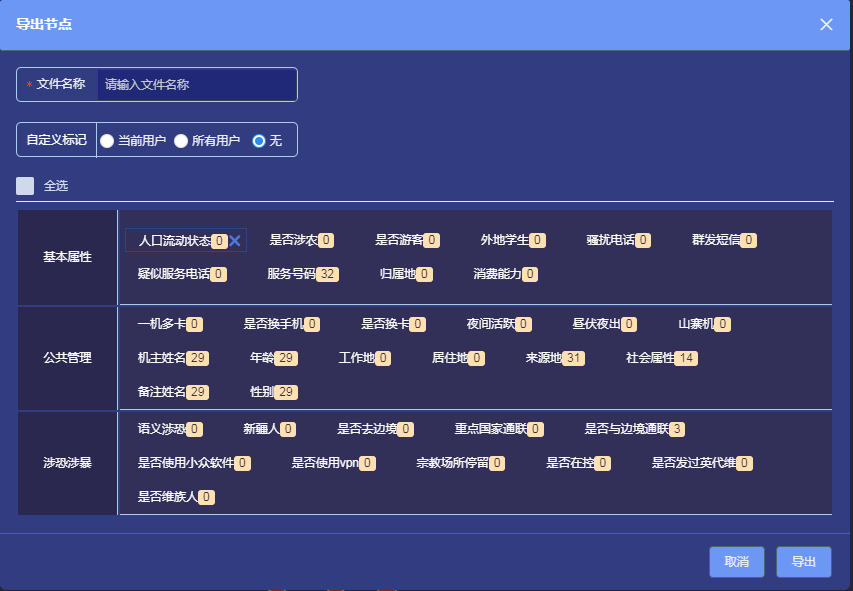 导出节点
* 文件名称 请输入文件名称
自定义标记 当前用户 所有用户 无
全选
基本属性
人口流动状态 0 是否涉农 0 是否游客 0 外地学生 0 骚扰电话 0 群发短信 0
疑似服务电话 0 服务号码 32 归属地 0 消费能力 0
公共管理
一机多卡 0 是否换手机 0 是否换卡 0 夜间活跃 0 昼伏夜出 0 山寨机 0
机主姓名 29 年龄 29 工作地 0 居住地 0 来源地 31 社会属性 14
备注姓名 29 性别 29
涉恐涉暴
语义涉恐 0 新疆人 0 是否去边境 0 重点国家通联 0 是否与边境通联 3
是否使用小众软件 0 是否使用vpn 0 宗教场所停留 0 是否在控 0 是否发过英代维 0
是否维族人 0
取消 导出